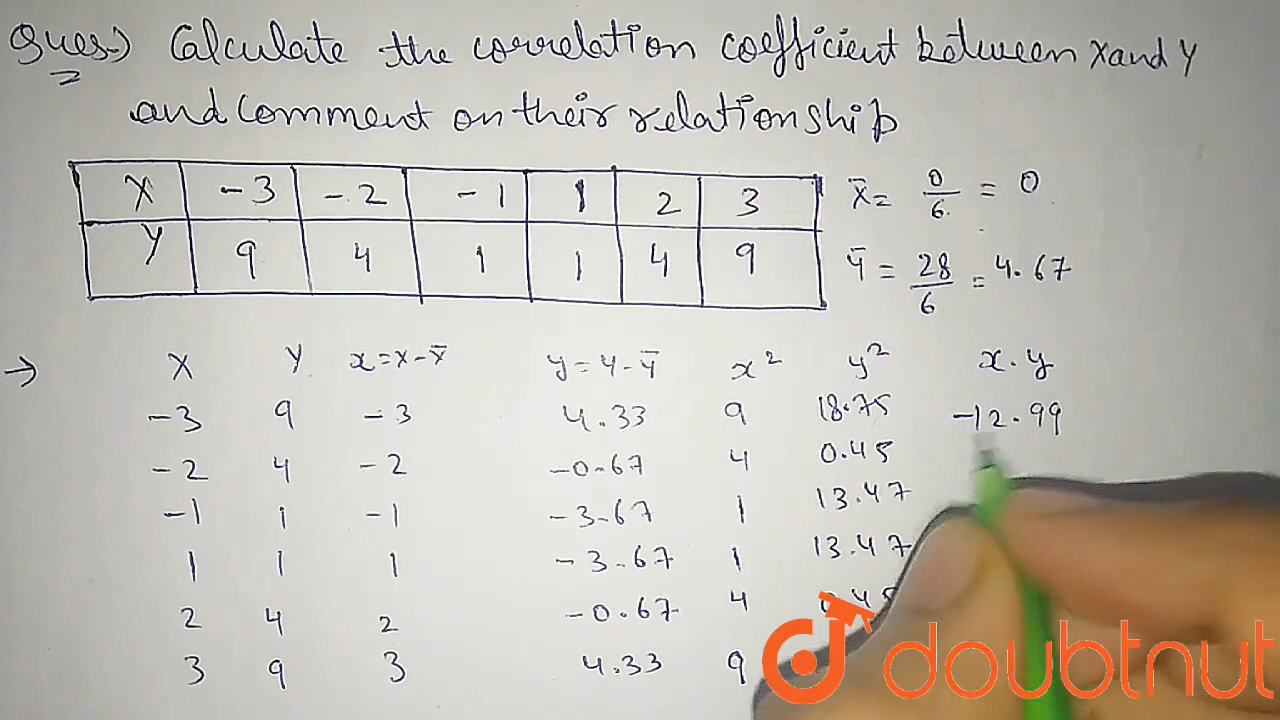 Ques) Calculate the correlation coefficient between X and Y
and comment on their relationship
X -3 -2 -1 1 2 3
Y 9 4 1 1 4 9
X̄ = 0/6 = 0
Ȳ = 28/6 = 4.67
→ X Y x = X - X̄ y = Y - Ȳ x² y² x.y
-3 9 -3 4.33 9 18.75 -12.99
-2 4 -2 -0.67 4 0.45
-1 1 -1 -3.67 1 13.47
1 1 1 -3.67 1 13.47
2 4 2 -0.67 4 0.45
3 9 3 4.33 9
doubtnut